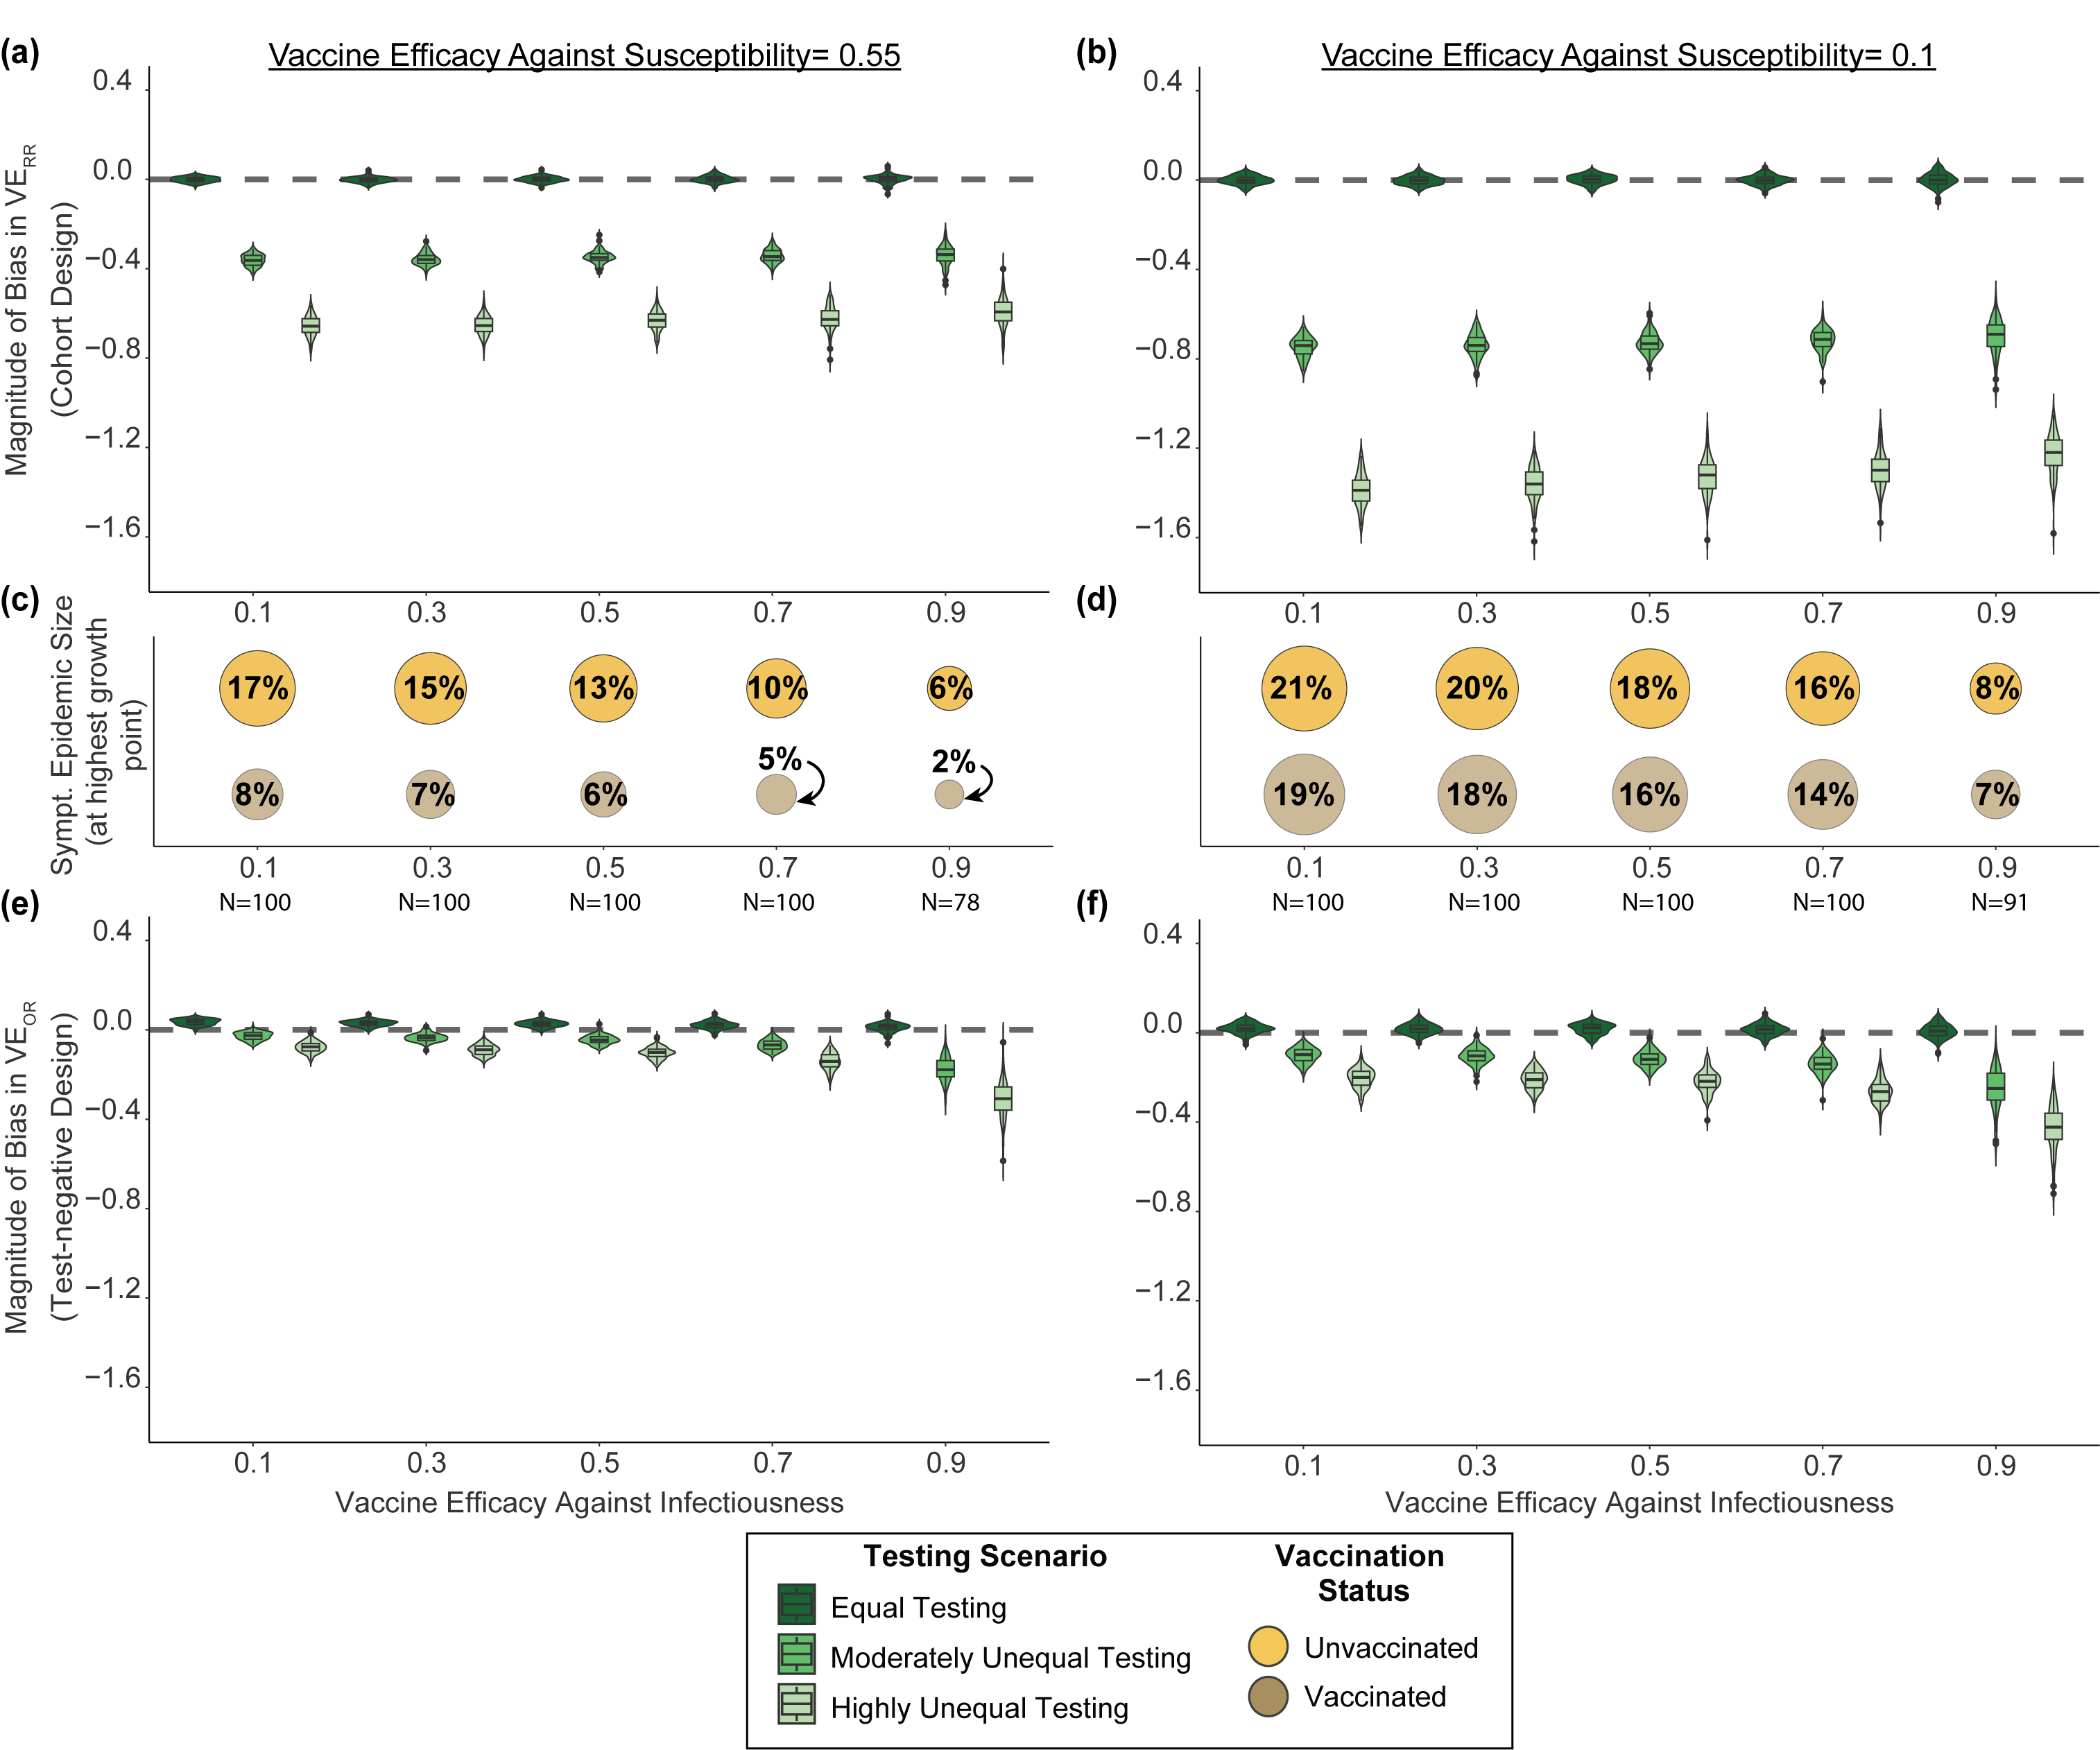 (a)
Vaccine Efficacy Against Susceptibility= 0.55
Magnitude of Bias in VERR
(Cohort Design)
0.4
0.0
−0.4
−0.8
−1.2
−1.6
0.1 0.3 0.5 0.7 0.9
(b)
Vaccine Efficacy Against Susceptibility= 0.1
0.4
0.0
−0.4
−0.8
−1.2
−1.6
0.1 0.3 0.5 0.7 0.9
(c)
Sympt. Epidemic Size
(at highest growth
point)
17% 15% 13% 10% 6%
5% 2%
8% 7% 6%
0.1 0.3 0.5 0.7 0.9
N=100 N=100 N=100 N=100 N=78
(d)
21% 20% 18% 16% 8%
19% 18% 16% 14% 7%
0.1 0.3 0.5 0.7 0.9
N=100 N=100 N=100 N=100 N=91
(e)
Magnitude of Bias in VEOR
(Test-negative Design)
0.4
0.0
−0.4
−0.8
−1.2
−1.6
0.1 0.3 0.5 0.7 0.9
Vaccine Efficacy Against Infectiousness
(f)
0.4
0.0
−0.4
−0.8
−1.2
−1.6
0.1 0.3 0.5 0.7 0.9
Vaccine Efficacy Against Infectiousness
Testing Scenario
Equal Testing
Moderately Unequal Testing
Highly Unequal Testing
Vaccination
Status
Unvaccinated
Vaccinated